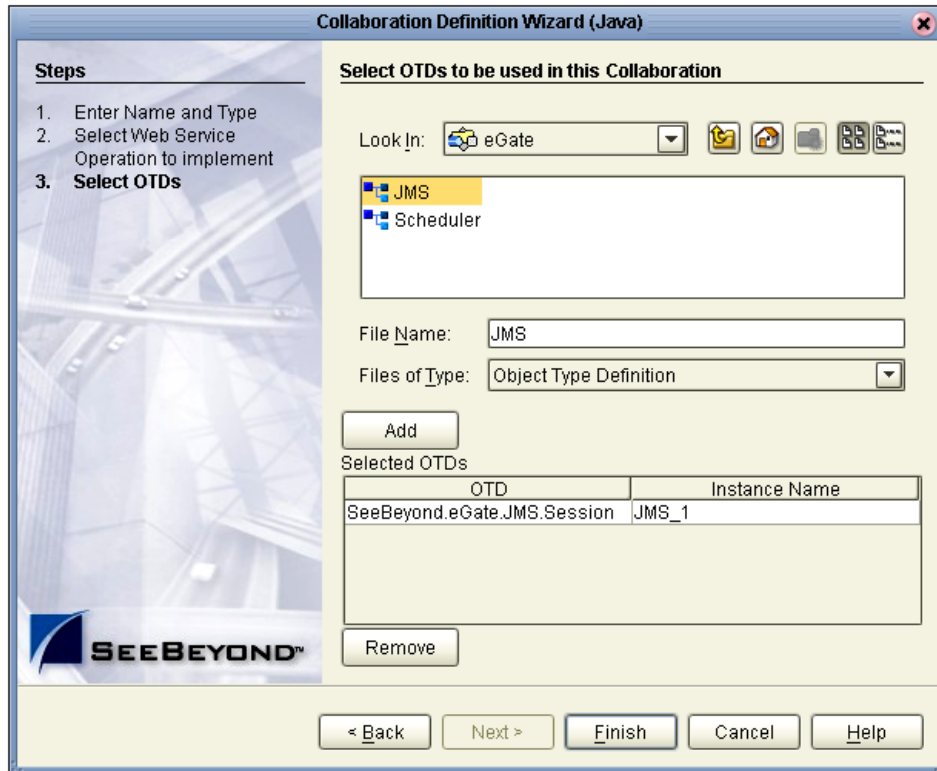 Collaboration Definition Wizard (Java)
Steps
1. Enter Name and Type
2. Select Web Service
Operation to implement
3. Select OTDs
Select OTDs to be used in this Collaboration
Look In: eGate
JMS
Scheduler
File Name: JMS
Files of Type: Object Type Definition
Add
Selected OTDs
OTD Instance Name
SeeBeyond.eGate.JMS.Session JMS_1
Remove
SEEBEYOND™
< Back Next > Finish Cancel Help